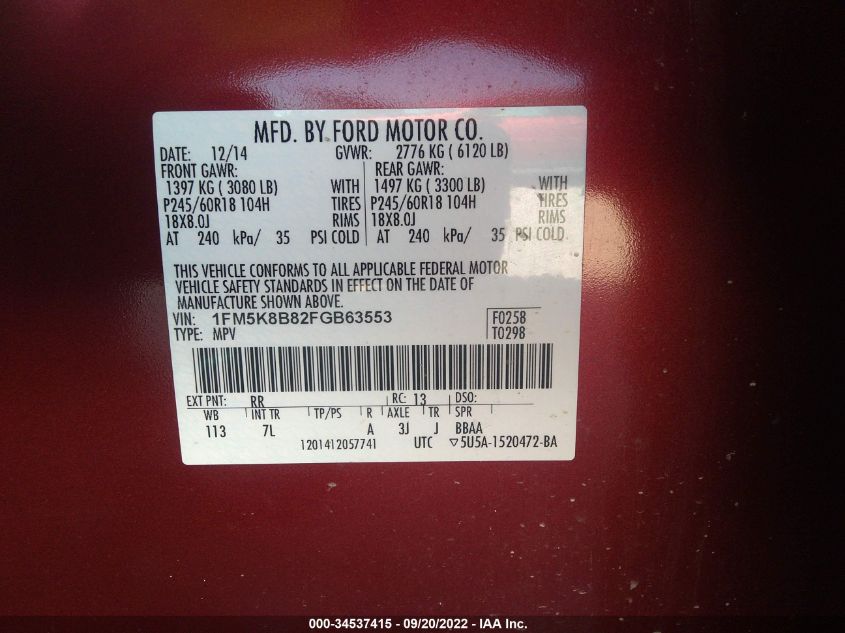 MFD. BY FORD MOTOR CO.
DATE: 12/14 GVWR: 2776 KG ( 6120 LB)
FRONT GAWR: REAR GAWR:
1397 KG ( 3080 LB) WITH 1497 KG ( 3300 LB) WITH
P245/60R18 104H TIRES P245/60R18 104H TIRES
18X8.0J RIMS 18X8.0J RIMS
AT 240 kPa/ 35 PSI COLD AT 240 kPa/ 35 PSI COLD
THIS VEHICLE CONFORMS TO ALL APPLICABLE FEDERAL MOTOR
VEHICLE SAFETY STANDARDS IN EFFECT ON THE DATE OF
MANUFACTURE SHOWN ABOVE.
VIN: 1FM5K8B82FGB63553 F0258
TYPE: MPV T0298
EXT PNT: RR RC: 13 DSO:
WB INT TR TP/PS R AXLE TR SPR
113 7L A 3J J BBAA
1201412057741 UTC ▽5U5A-1520472-BA
000-34537415 - 09/20/2022 - IAA Inc.